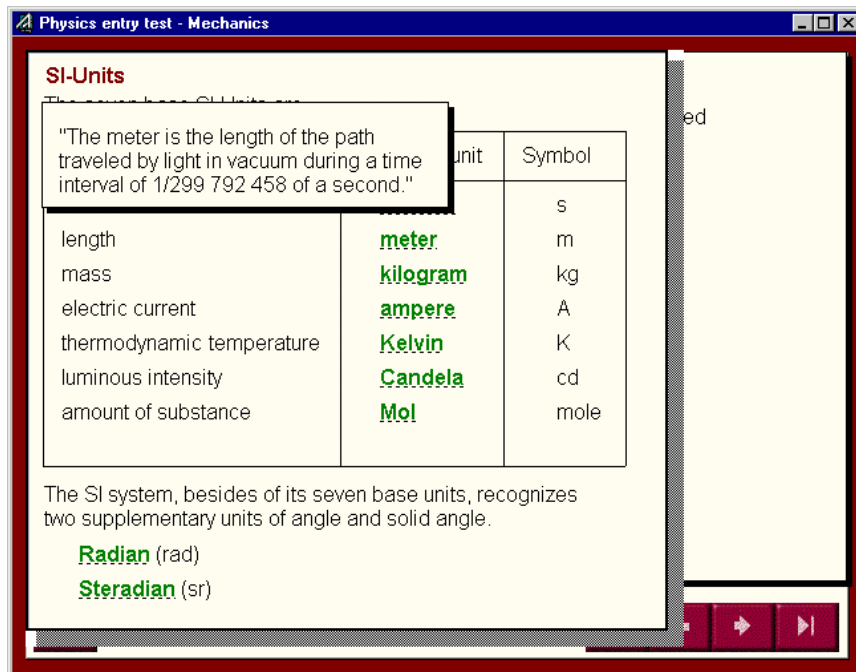 Physics entry test - Mechanics
SI-Units
"The meter is the length of the path
traveled by light in vacuum during a time
interval of 1/299 792 458 of a second."
ed
unit Symbol
s
length meter m
mass kilogram kg
electric current ampere A
thermodynamic temperature Kelvin K
luminous intensity Candela cd
amount of substance Mol mole
The SI system, besides of its seven base units, recognizes
two supplementary units of angle and solid angle.
Radian (rad)
Steradian (sr)